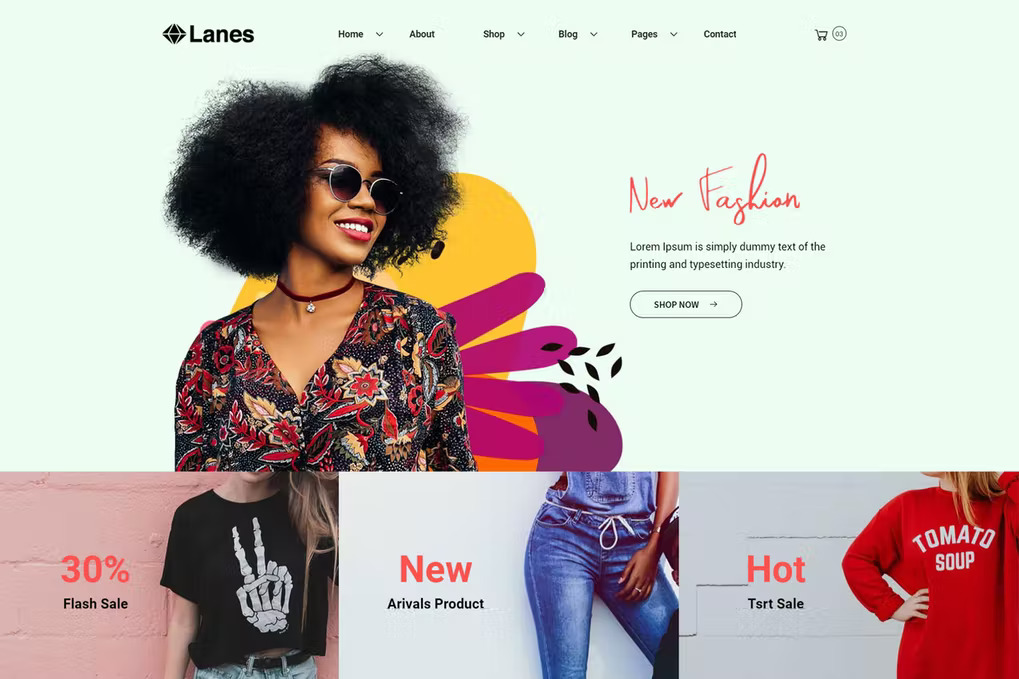 Lanes
Home
About
Shop
Blog
Pages
Contact
03
New Fashion
Lorem Ipsum is simply dummy text of the
printing and typesetting industry.
SHOP NOW
30%
Flash Sale
New
Arivals Product
Hot
Tsrt Sale
TOMATO
SOUP